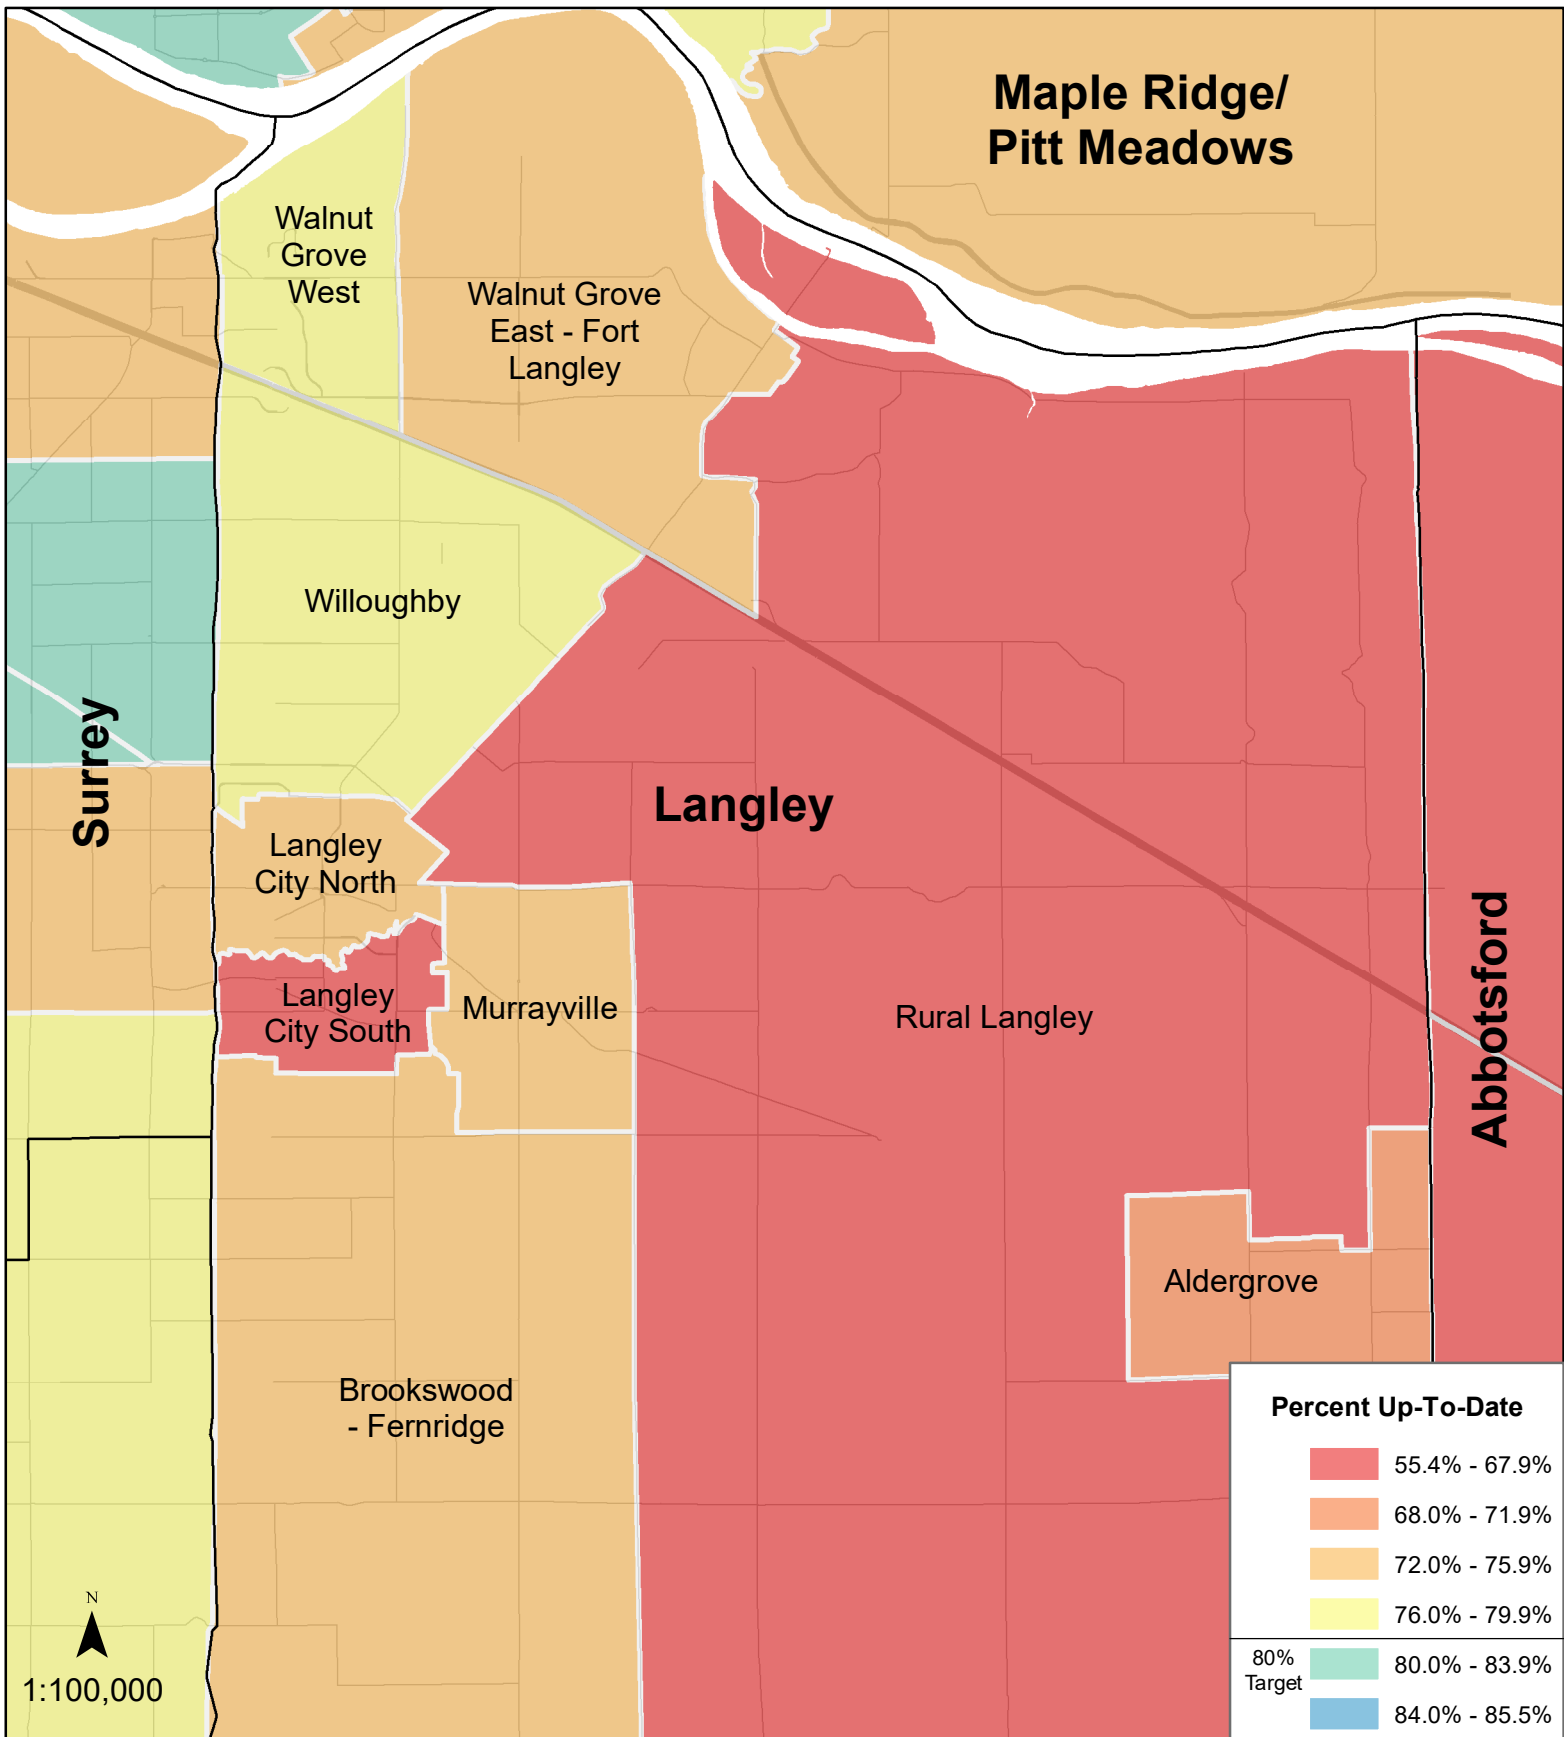 Maple Ridge/
Pitt Meadows
Walnut
Grove
West
Walnut Grove
East - Fort
Langley
Willoughby
Surrey
Langley
Langley
City North
Langley
City South
Murrayville
Rural Langley
Abbotsford
Aldergrove
Brookswood
- Fernridge
N
1:100,000
Percent Up-To-Date
55.4% - 67.9%
68.0% - 71.9%
72.0% - 75.9%
76.0% - 79.9%
80%
Target
80.0% - 83.9%
84.0% - 85.5%